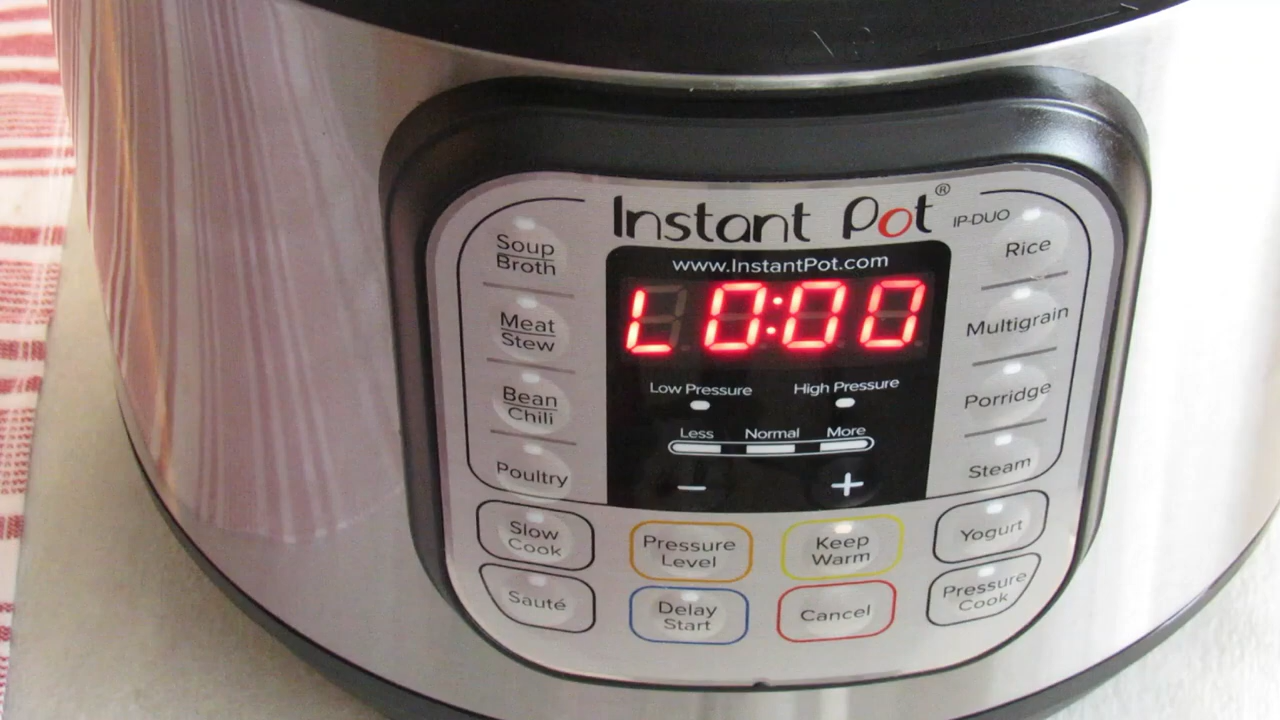 Instant Pot® IP-DUO
www.InstantPot.com
L0:00
Low Pressure
High Pressure
Less Normal More
− +
Soup
Broth
Meat
Stew
Bean
Chili
Poultry
Rice
Multigrain
Porridge
Steam
Slow
Cook
Sauté
Pressure
Level
Delay
Start
Keep
Warm
Cancel
Yogurt
Pressure
Cook